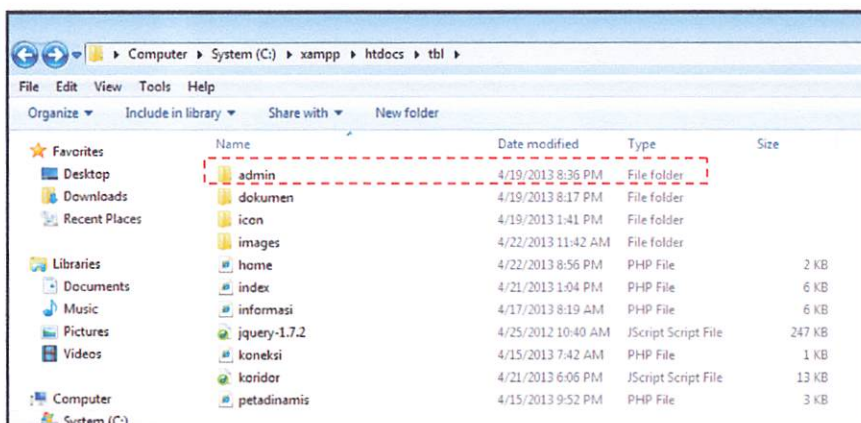 Computer ▸ System (C:) ▸ xampp ▸ htdocs ▸ tbl ▸
File Edit View Tools Help
Organize Include in library Share with New folder
Favorites
Desktop
Downloads
Recent Places
Libraries
Documents
Music
Pictures
Videos
Computer
System (C:)
Name Date modified Type Size
admin 4/19/2013 8:36 PM File folder
dokumen 4/19/2013 8:17 PM File folder
icon 4/19/2013 1:41 PM File folder
images 4/22/2013 11:42 AM File folder
home 4/22/2013 8:56 PM PHP File 2 KB
index 4/21/2013 1:04 PM PHP File 6 KB
informasi 4/17/2013 8:19 AM PHP File 6 KB
jquery-1.7.2 4/25/2012 10:40 AM JScript Script File 247 KB
koneksi 4/15/2013 7:42 AM PHP File 1 KB
koridor 4/21/2013 6:06 PM JScript Script File 13 KB
petadinamis 4/15/2013 9:52 PM PHP File 3 KB